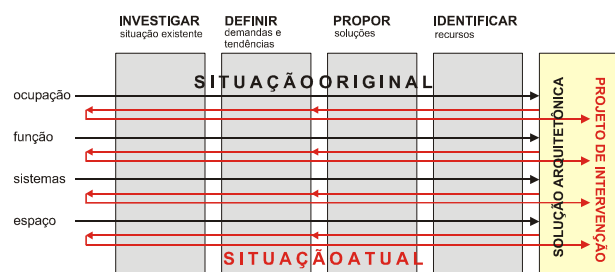 INVESTIGAR
situação existente
DEFINIR
demandas e
tendências
PROPOR
soluções
IDENTIFICAR
recursos
SITUAÇÃO ORIGINAL
ocupação
função
sistemas
espaço
SITUAÇÃO ATUAL
SOLUÇÃO ARQUITETÔNICA
PROJETO DE INTERVENÇÃO